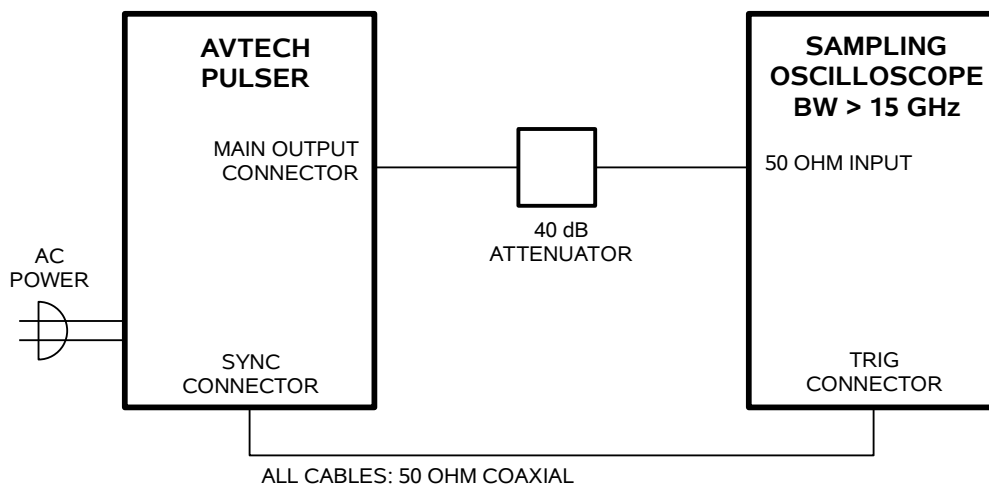 AVTECH
PULSER
SAMPLING
OSCILLOSCOPE
BW > 15 GHz
MAIN OUTPUT
CONNECTOR
50 OHM INPUT
40 dB
ATTENUATOR
AC
POWER
SYNC
CONNECTOR
TRIG
CONNECTOR
ALL CABLES: 50 OHM COAXIAL